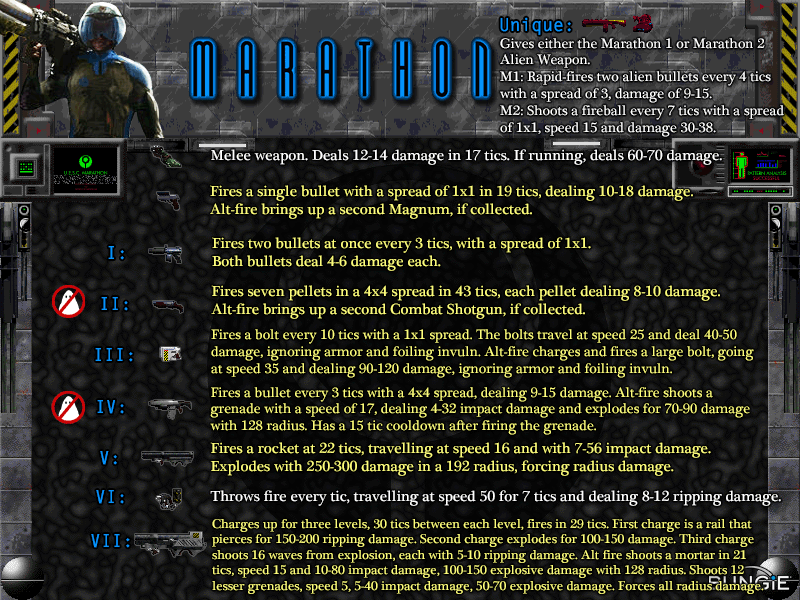 Unique:
Gives either the Marathon 1 or Marathon 2
Alien Weapon.
M1: Rapid-fires two alien bullets every 4 tics
with a spread of 3, damage of 9-15.
M2: Shoots a fireball every 7 tics with a spread
of 1x1, speed 15 and damage 30-38.
MARATHON
Melee weapon. Deals 12-14 damage in 17 tics. If running, deals 60-70 damage.
Fires a single bullet with a spread of 1x1 in 19 tics, dealing 10-18 damage.
Alt-fire brings up a second Magnum, if collected.
I:
Fires two bullets at once every 3 tics, with a spread of 1x1.
Both bullets deal 4-6 damage each.
II:
Fires seven pellets in a 4x4 spread in 43 tics, each pellet dealing 8-10 damage.
Alt-fire brings up a second Combat Shotgun, if collected.
III:
Fires a bolt every 10 tics with a 1x1 spread. The bolts travel at speed 25 and deal 40-50
damage, ignoring armor and foiling invuln. Alt-fire charges and fires a large bolt, going
at speed 35 and dealing 90-120 damage, ignoring armor and foiling invuln.
IV:
Fires a bullet every 3 tics with a 4x4 spread, dealing 9-15 damage. Alt-fire shoots a
grenade with a speed of 17, dealing 4-32 impact damage and explodes for 70-90 damage
with 128 radius. Has a 15 tic cooldown after firing the grenade.
V:
Fires a rocket at 22 tics, travelling at speed 16 and with 7-56 impact damage.
Explodes with 250-300 damage in a 192 radius, forcing radius damage.
VI:
Throws fire every tic, travelling at speed 50 for 7 tics and dealing 8-12 ripping damage.
VII:
Charges up for three levels, 30 tics between each level, fires in 29 tics. First charge is a rail that
pierces for 150-200 ripping damage. Second charge explodes for 100-150 damage. Third charge
shoots 16 waves from explosion, each with 5-10 ripping damage. Alt fire shoots a mortar in 21
tics, speed 15 and 10-80 impact damage, 100-150 explosive damage with 128 radius. Shoots 12
lesser grenades, speed 5, 5-40 impact damage, 50-70 explosive damage. Forces all radius damage.
BUNGIE